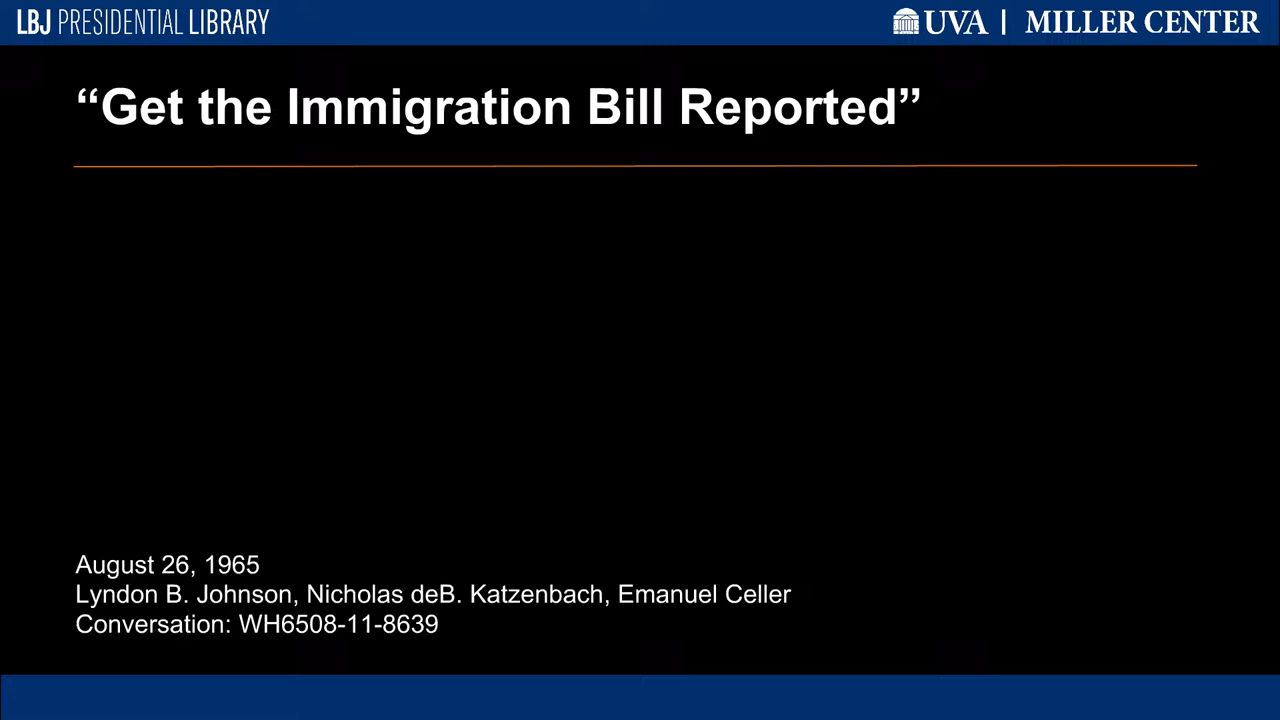 LBJ PRESIDENTIAL LIBRARY
UVA | MILLER CENTER
“Get the Immigration Bill Reported”
August 26, 1965
Lyndon B. Johnson, Nicholas deB. Katzenbach, Emanuel Celler
Conversation: WH6508-11-8639